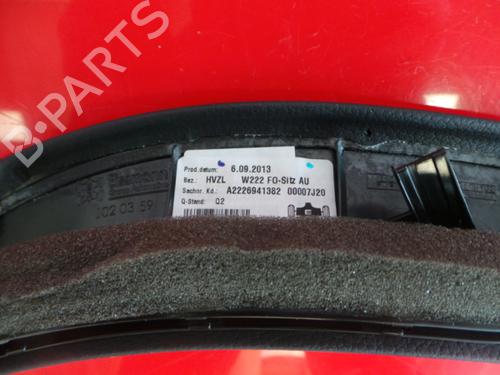 B-PARTS
Prod.datum: 6.09.2013
Bez.: HVZL W222 FO-Sitz AU
Sachnr. Kd.: A2226941382 00007J20
Q-Stand: Q2
102 03 59